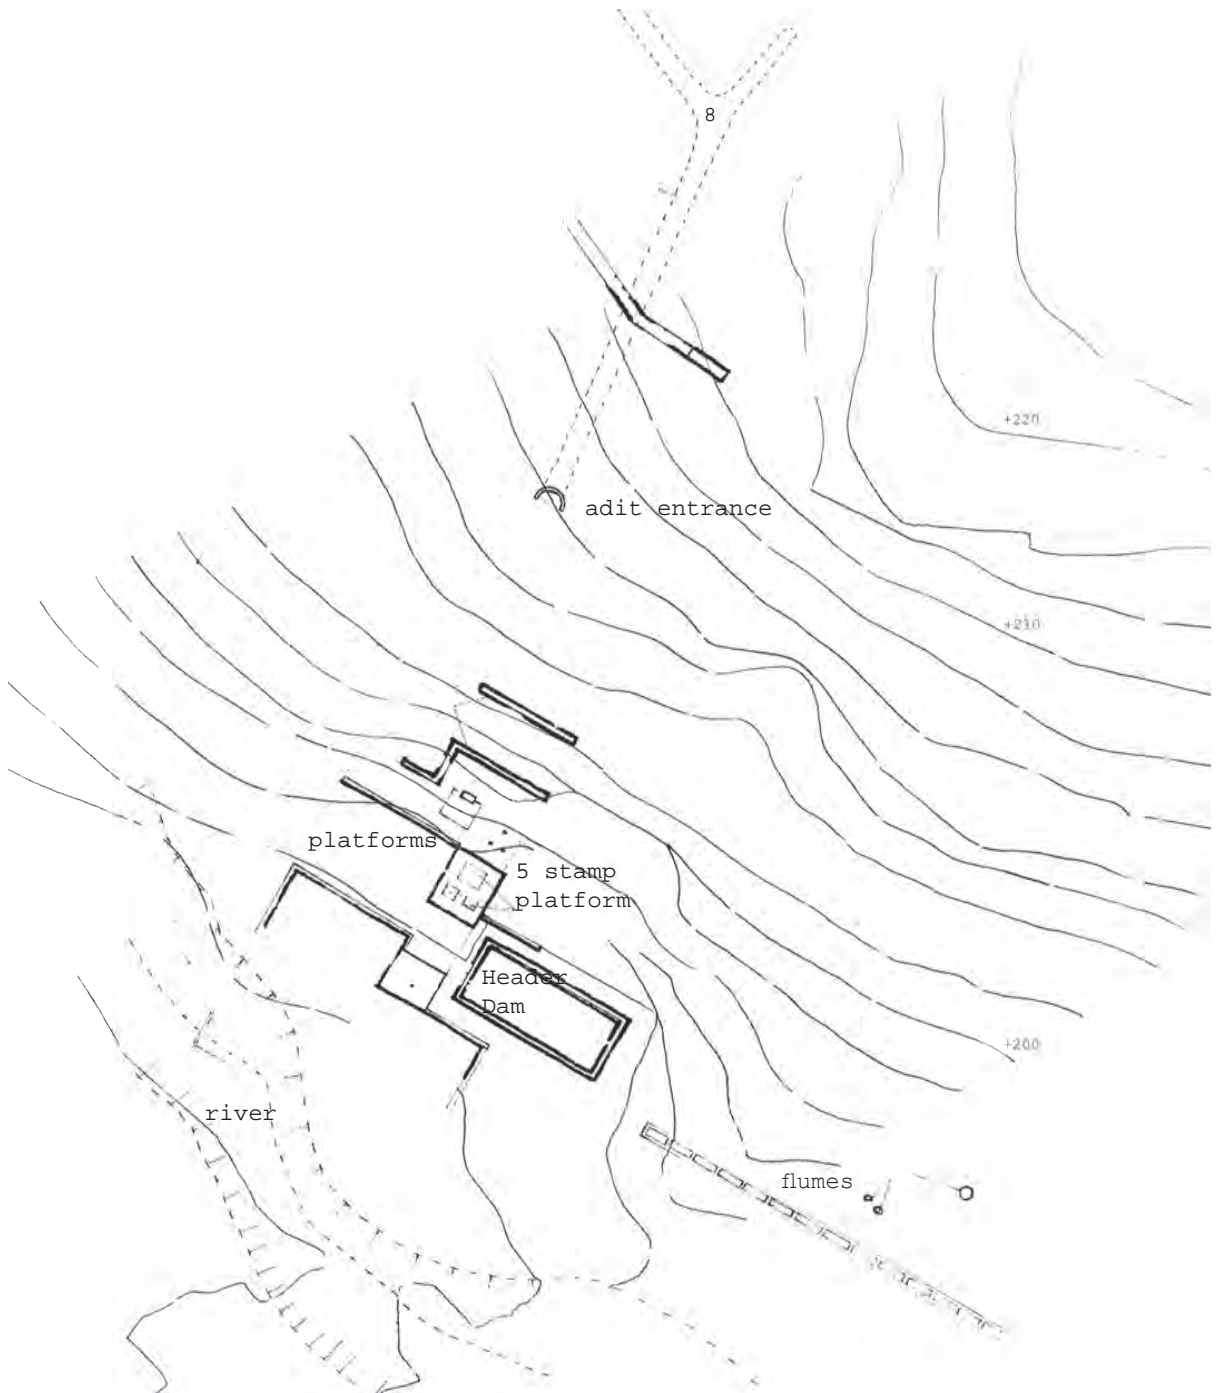 8
+220
adit entrance
+210
platforms
5 stamp
platform
Header
Dam
+200
river
flumes